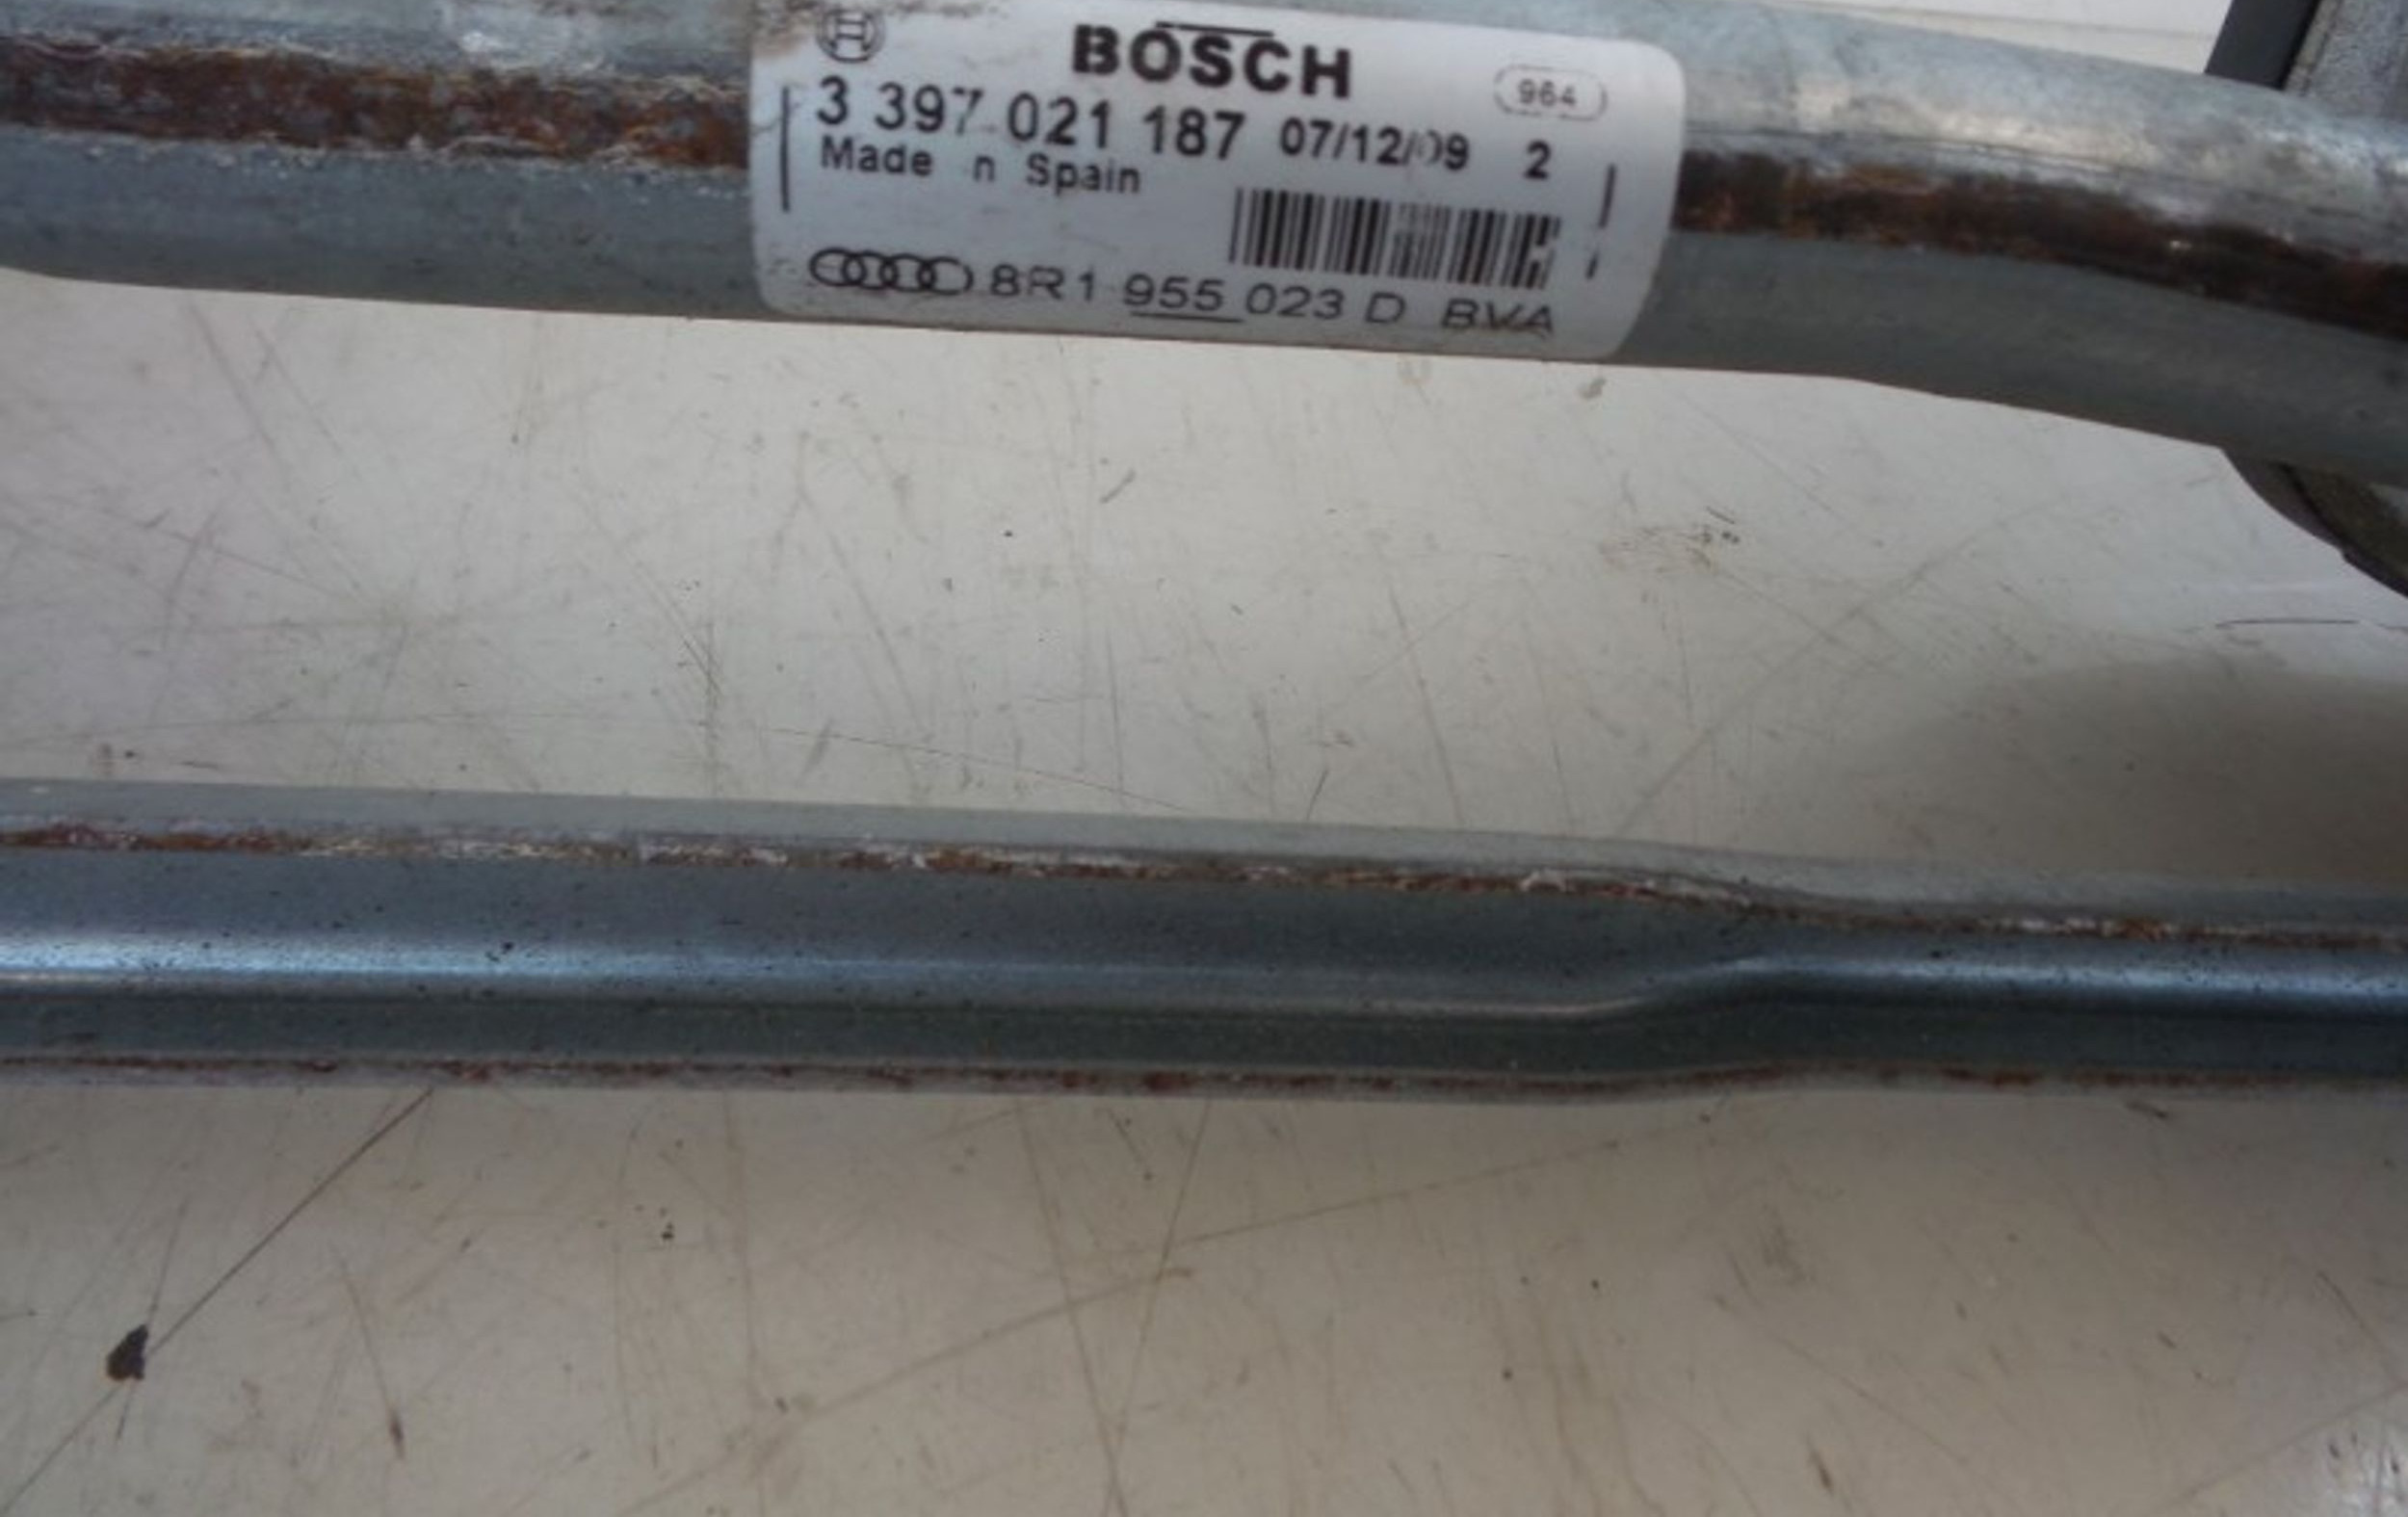 BOSCH
964
3 397 021 187 07/12/09 2
Made n Spain
8R1 955 023 D BVA